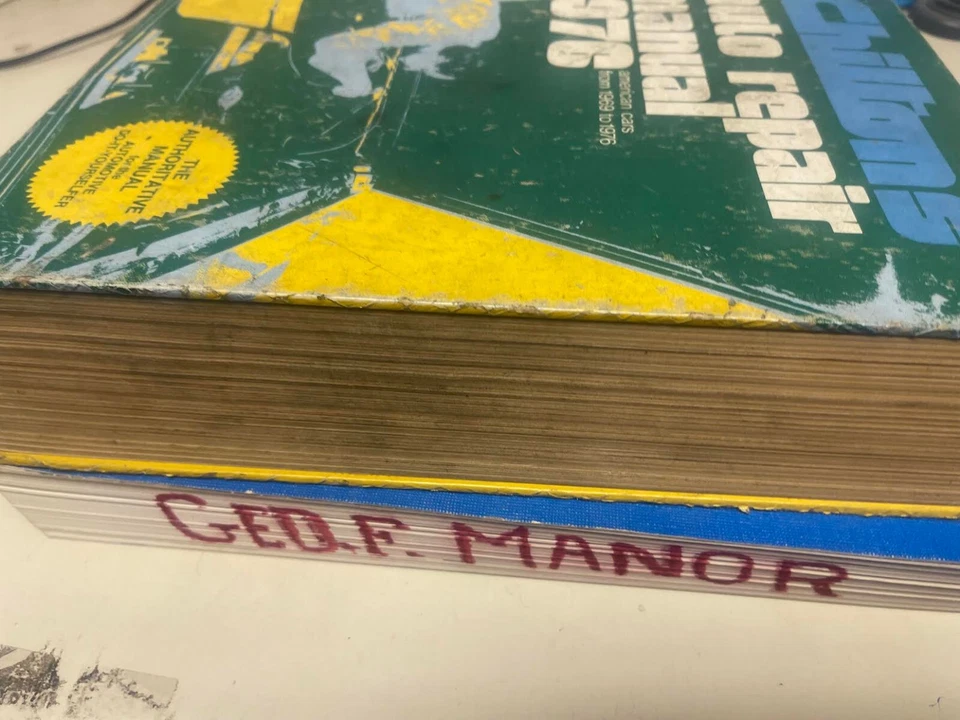 chilton's
auto repair
manual
1976
american cars
from 1969 to 1976
THE
AUTHORITATIVE
MANUAL
for the
AUTOMOTIVE
DO-IT-YOURSELFER
GEO. F. MANOR